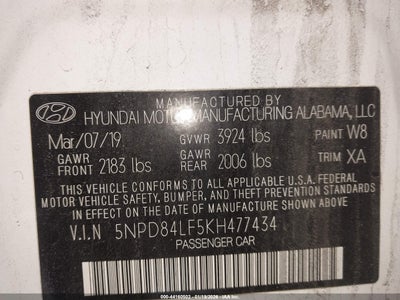 MANUFACTURED BY
HYUNDAI MOTOR MANUFACTURING ALABAMA, LLC
Mar/07/19 GVWR 3924 lbs PAINT W8
GAWR FRONT 2183 lbs GAWR REAR 2006 lbs TRIM XA
THIS VEHICLE CONFORMS TO ALL APPLICABLE U.S.A. FEDERAL
MOTOR VEHICLE SAFETY, BUMPER, AND THEFT PREVENTION STANDARDS
IN EFFECT ON THE DATE OF MANUFACTURE SHOWN ABOVE.
V.I.N 5NPD84LF5KH477434
PASSENGER CAR